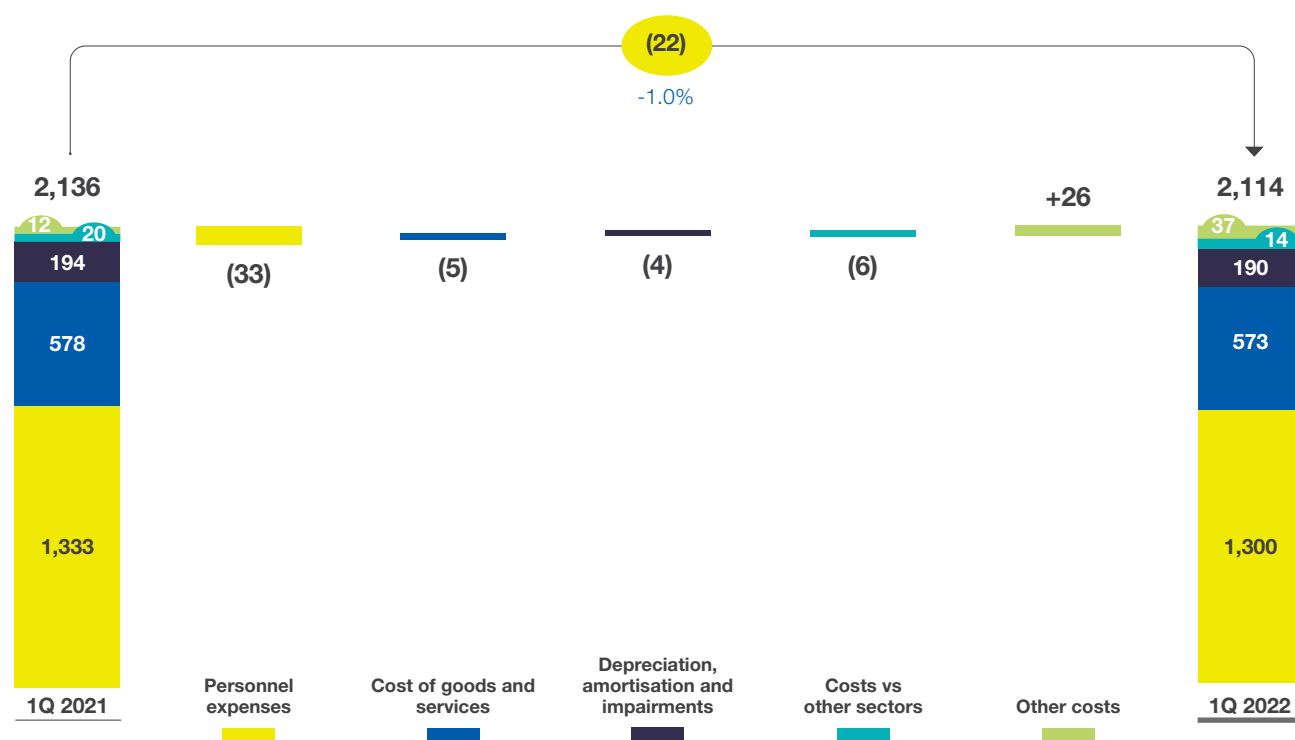 (22)
-1.0%
2,136
2,114
+26
12
20
37
14
194
(33)
(5)
(4)
(6)
190
578
573
1,333
1,300
Personnel
expenses
Cost of goods and
services
Depreciation,
amortisation and
impairments
Costs vs
other sectors
Other costs
1Q 2021
1Q 2022